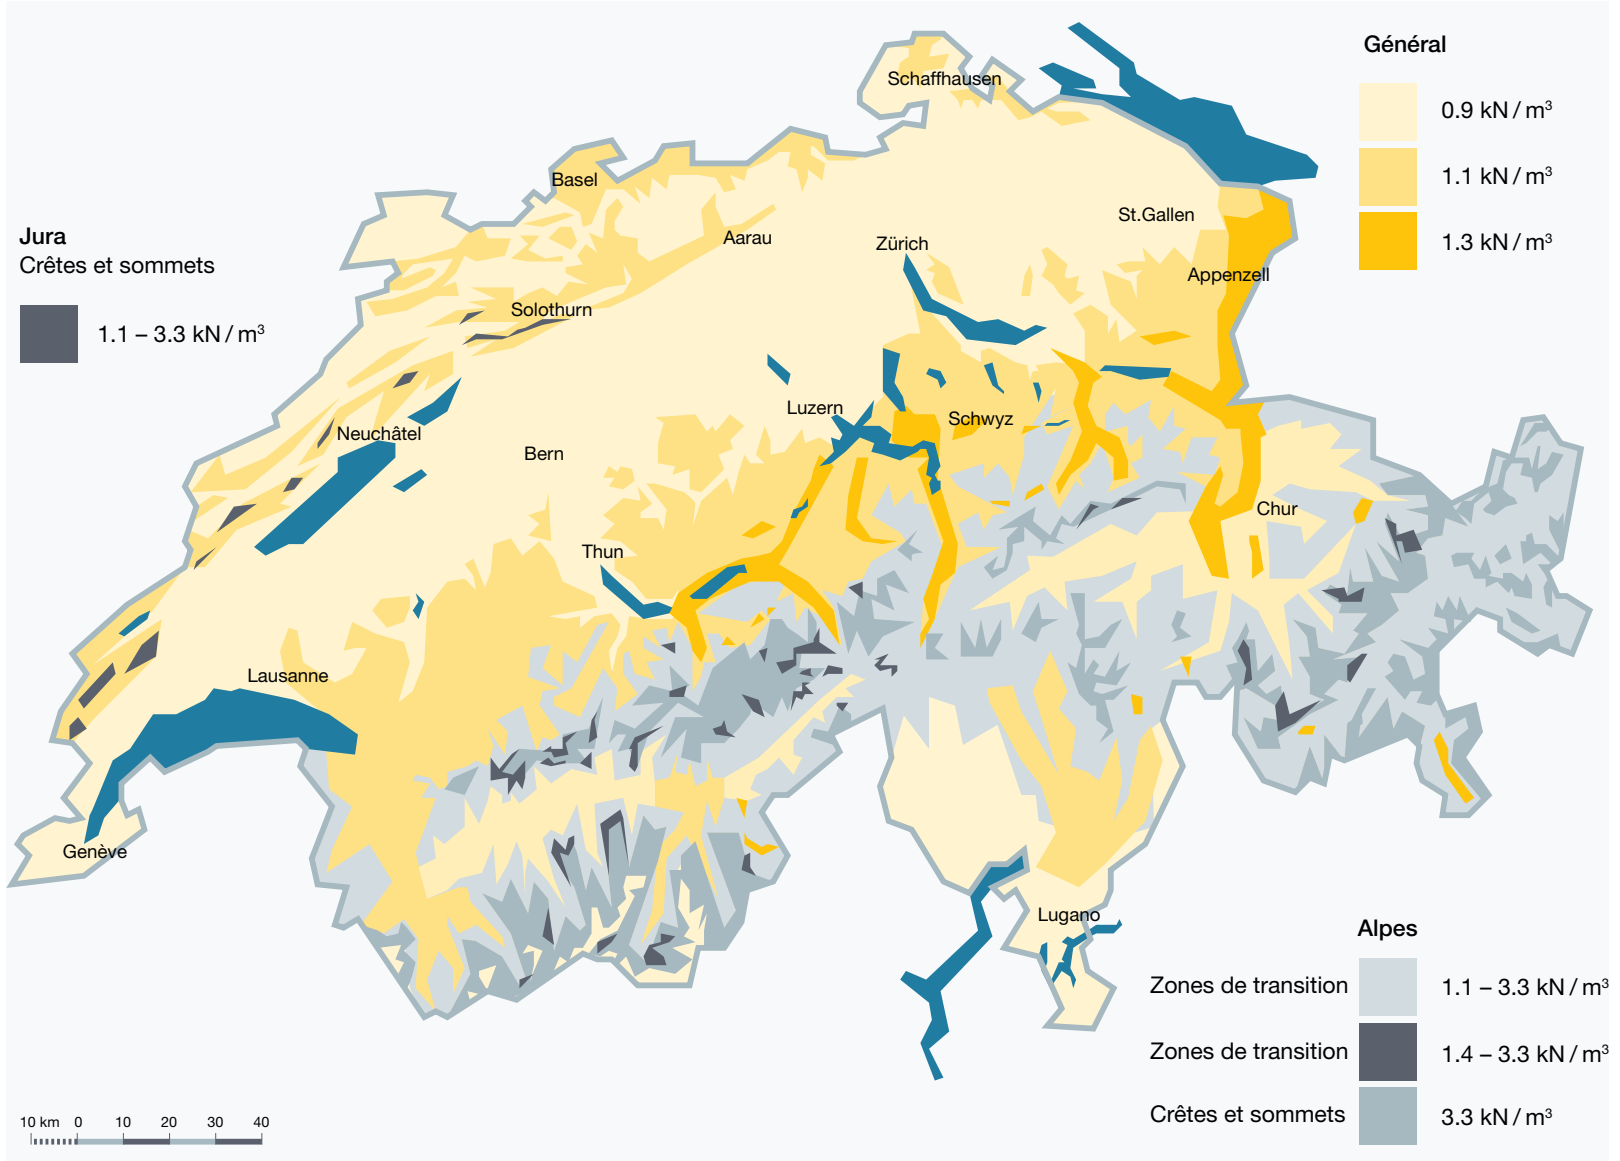 Général
0.9 kN / m³
1.1 kN / m³
1.3 kN / m³
Jura
Crêtes et sommets
1.1 – 3.3 kN / m³
Schaffhausen
Basel
St.Gallen
Aarau
Zürich
Appenzell
Solothurn
Luzern
Schwyz
Neuchâtel
Bern
Chur
Thun
Lausanne
Genève
Lugano
Alpes
Zones de transition
1.1 – 3.3 kN / m³
Zones de transition
1.4 – 3.3 kN / m³
Crêtes et sommets
3.3 kN / m³
10 km 0 10 20 30 40